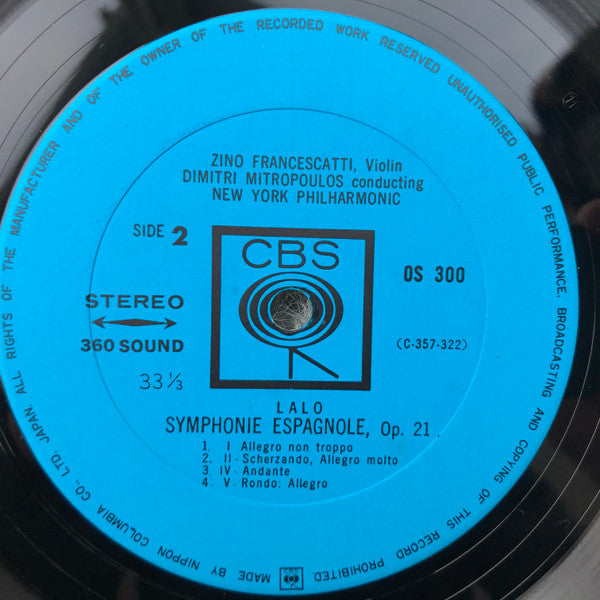 ALL RIGHTS OF THE MANUFACTURER AND OF THE OWNER OF THE RECORDED WORK RESERVED UNAUTHORISED PUBLIC PERFORMANCE. BROADCASTING AND COPYING OF THIS RECORD PROHIBITED
MADE BY NIPPON COLUMBIA CO., LTD. JAPAN.
ZINO FRANCESCATTI, Violin
DIMITRI MITROPOULOS conducting
NEW YORK PHILHARMONIC
SIDE 2
CBS
OS 300
STEREO
360 SOUND
(C-357-322)
33 1/3
LALO
SYMPHONIE ESPAGNOLE, Op. 21
1. I Allegro non troppo
2. II- Scherzando, Allegro molto
3. IV- Andante
4. V- Rondo: Allegro